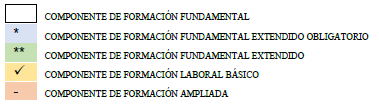 COMPONENTE DE FORMACIÓN FUNDAMENTAL
* COMPONENTE DE FORMACIÓN FUNDAMENTAL EXTENDIDO OBLIGATORIO
** COMPONENTE DE FORMACIÓN FUNDAMENTAL EXTENDIDO
✓ COMPONENTE DE FORMACIÓN LABORAL BÁSICO
- COMPONENTE DE FORMACIÓN AMPLIADA